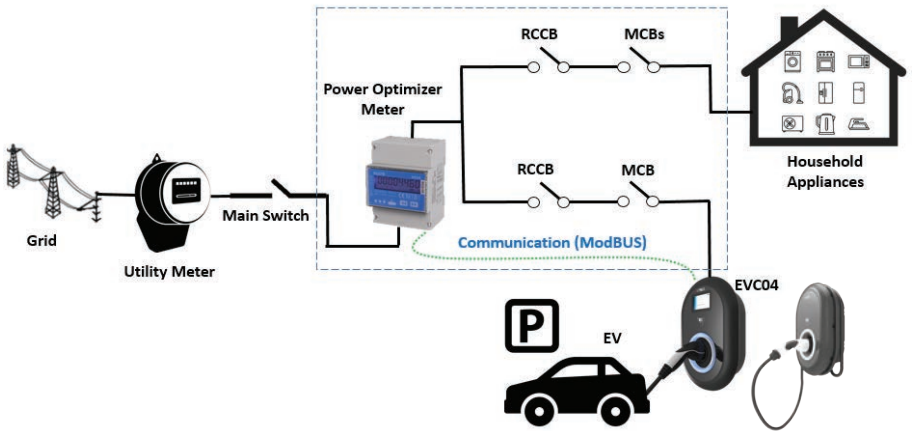 RCCB
MCBs
Power Optimizer
Meter
Household
Appliances
RCCB
MCB
Main Switch
Grid
Utility Meter
Communication (ModBUS)
EVC04
P
EV